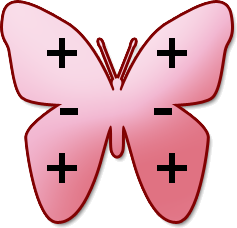 + +
- -
+ +